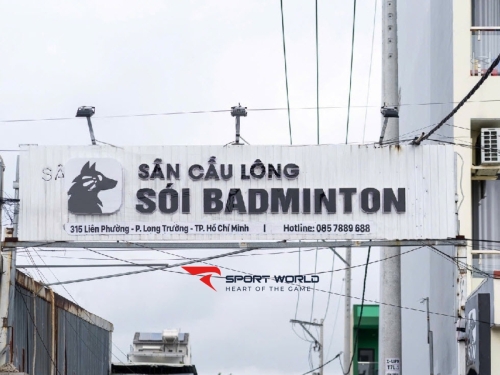 SÂ
SÂN CẦU LÔNG
SÓI BADMINTON
315 Liên Phường - P. Long Trường - TP. Hồ Chí Minh | Hotline: 085 7889 688
SPORT WORLD
HEART OF THE GAME